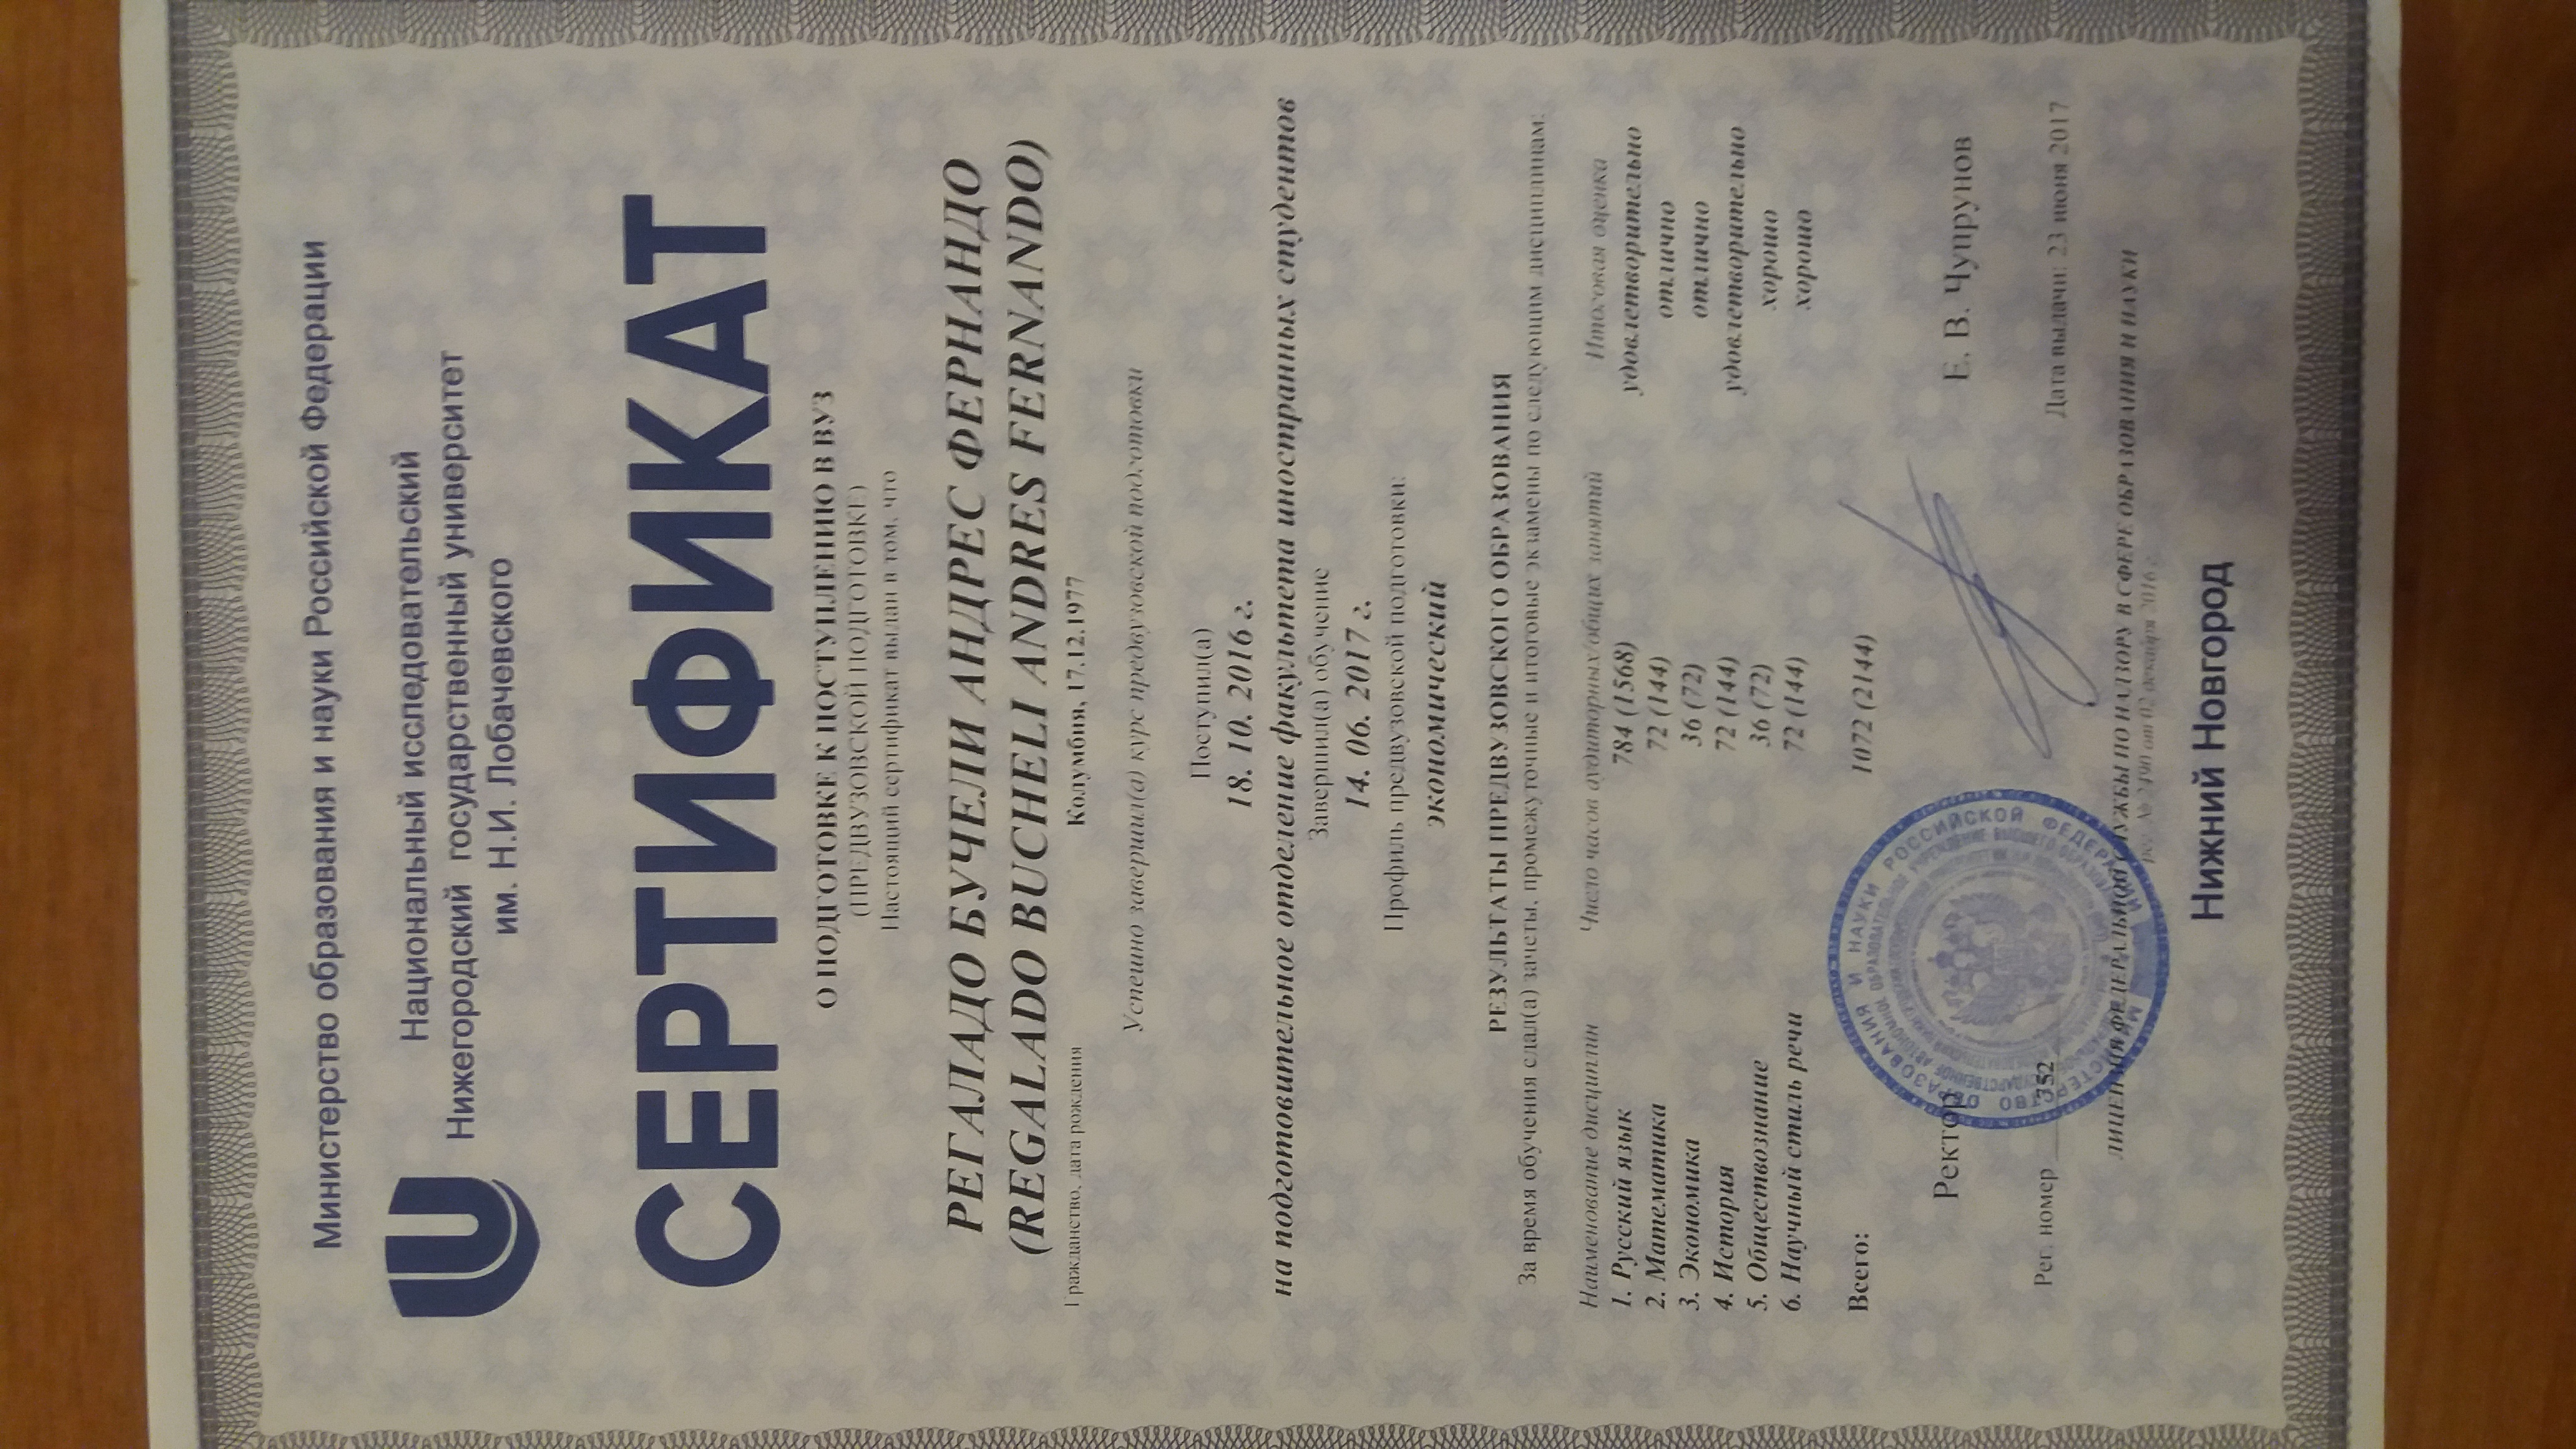 Министерство образования и науки Российской Федерации
Национальный исследовательский
Нижегородский государственный университет
им. Н.И. Лобачевского
СЕРТИФИКАТ
О ПОДГОТОВКЕ К ПОСТУПЛЕНИЮ В ВУЗ
(ПРЕДВУЗОВСКОЙ ПОДГОТОВКЕ)
Настоящий сертификат выдан в том, что
РЕГАЛАДО БУЧЕЛИ АНДРЕС ФЕРНАНДО
(REGALADO BUCHELI ANDRES FERNANDO)
Гражданство, дата рождения Колумбия, 17.12.1977
Успешно завершил(а) курс предвузовской подготовки
Поступил(а)
18. 10. 2016 г.
на подготовительное отделение факультета иностранных студентов
Завершил(а) обучение
14. 06. 2017 г.
Профиль предвузовской подготовки:
экономический
РЕЗУЛЬТАТЫ ПРЕДВУЗОВСКОГО ОБРАЗОВАНИЯ
За время обучения сдал(а) зачеты, промежуточные и итоговые экзамены по следующим дисциплинам:
Наименование дисциплин Число часов аудиторных/общих занятий Итоговая оценка
1. Русский язык 784 (1568) удовлетворительно
2. Математика 72 (144) отлично
3. Экономика 36 (72) отлично
4. История 72 (144) удовлетворительно
5. Обществознание 36 (72) хорошо
6. Научный стиль речи 72 (144) хорошо
Всего: 1072 (2144)
Ректор Е. В. Чупрунов
Рег. номер 352 Дата выдачи: 23 июня 2017
МИНИСТЕРСТВО ОБРАЗОВАНИЯ И НАУКИ РОССИЙСКОЙ ФЕДЕРАЦИИ
ЛИЦЕНЗИЯ ФЕДЕРАЛЬНОЙ СЛУЖБЫ ПО НАДЗОРУ В СФЕРЕ ОБРАЗОВАНИЯ И НАУКИ
рег. № 2490 от 02 декабря 2016 г.
Нижний Новгород